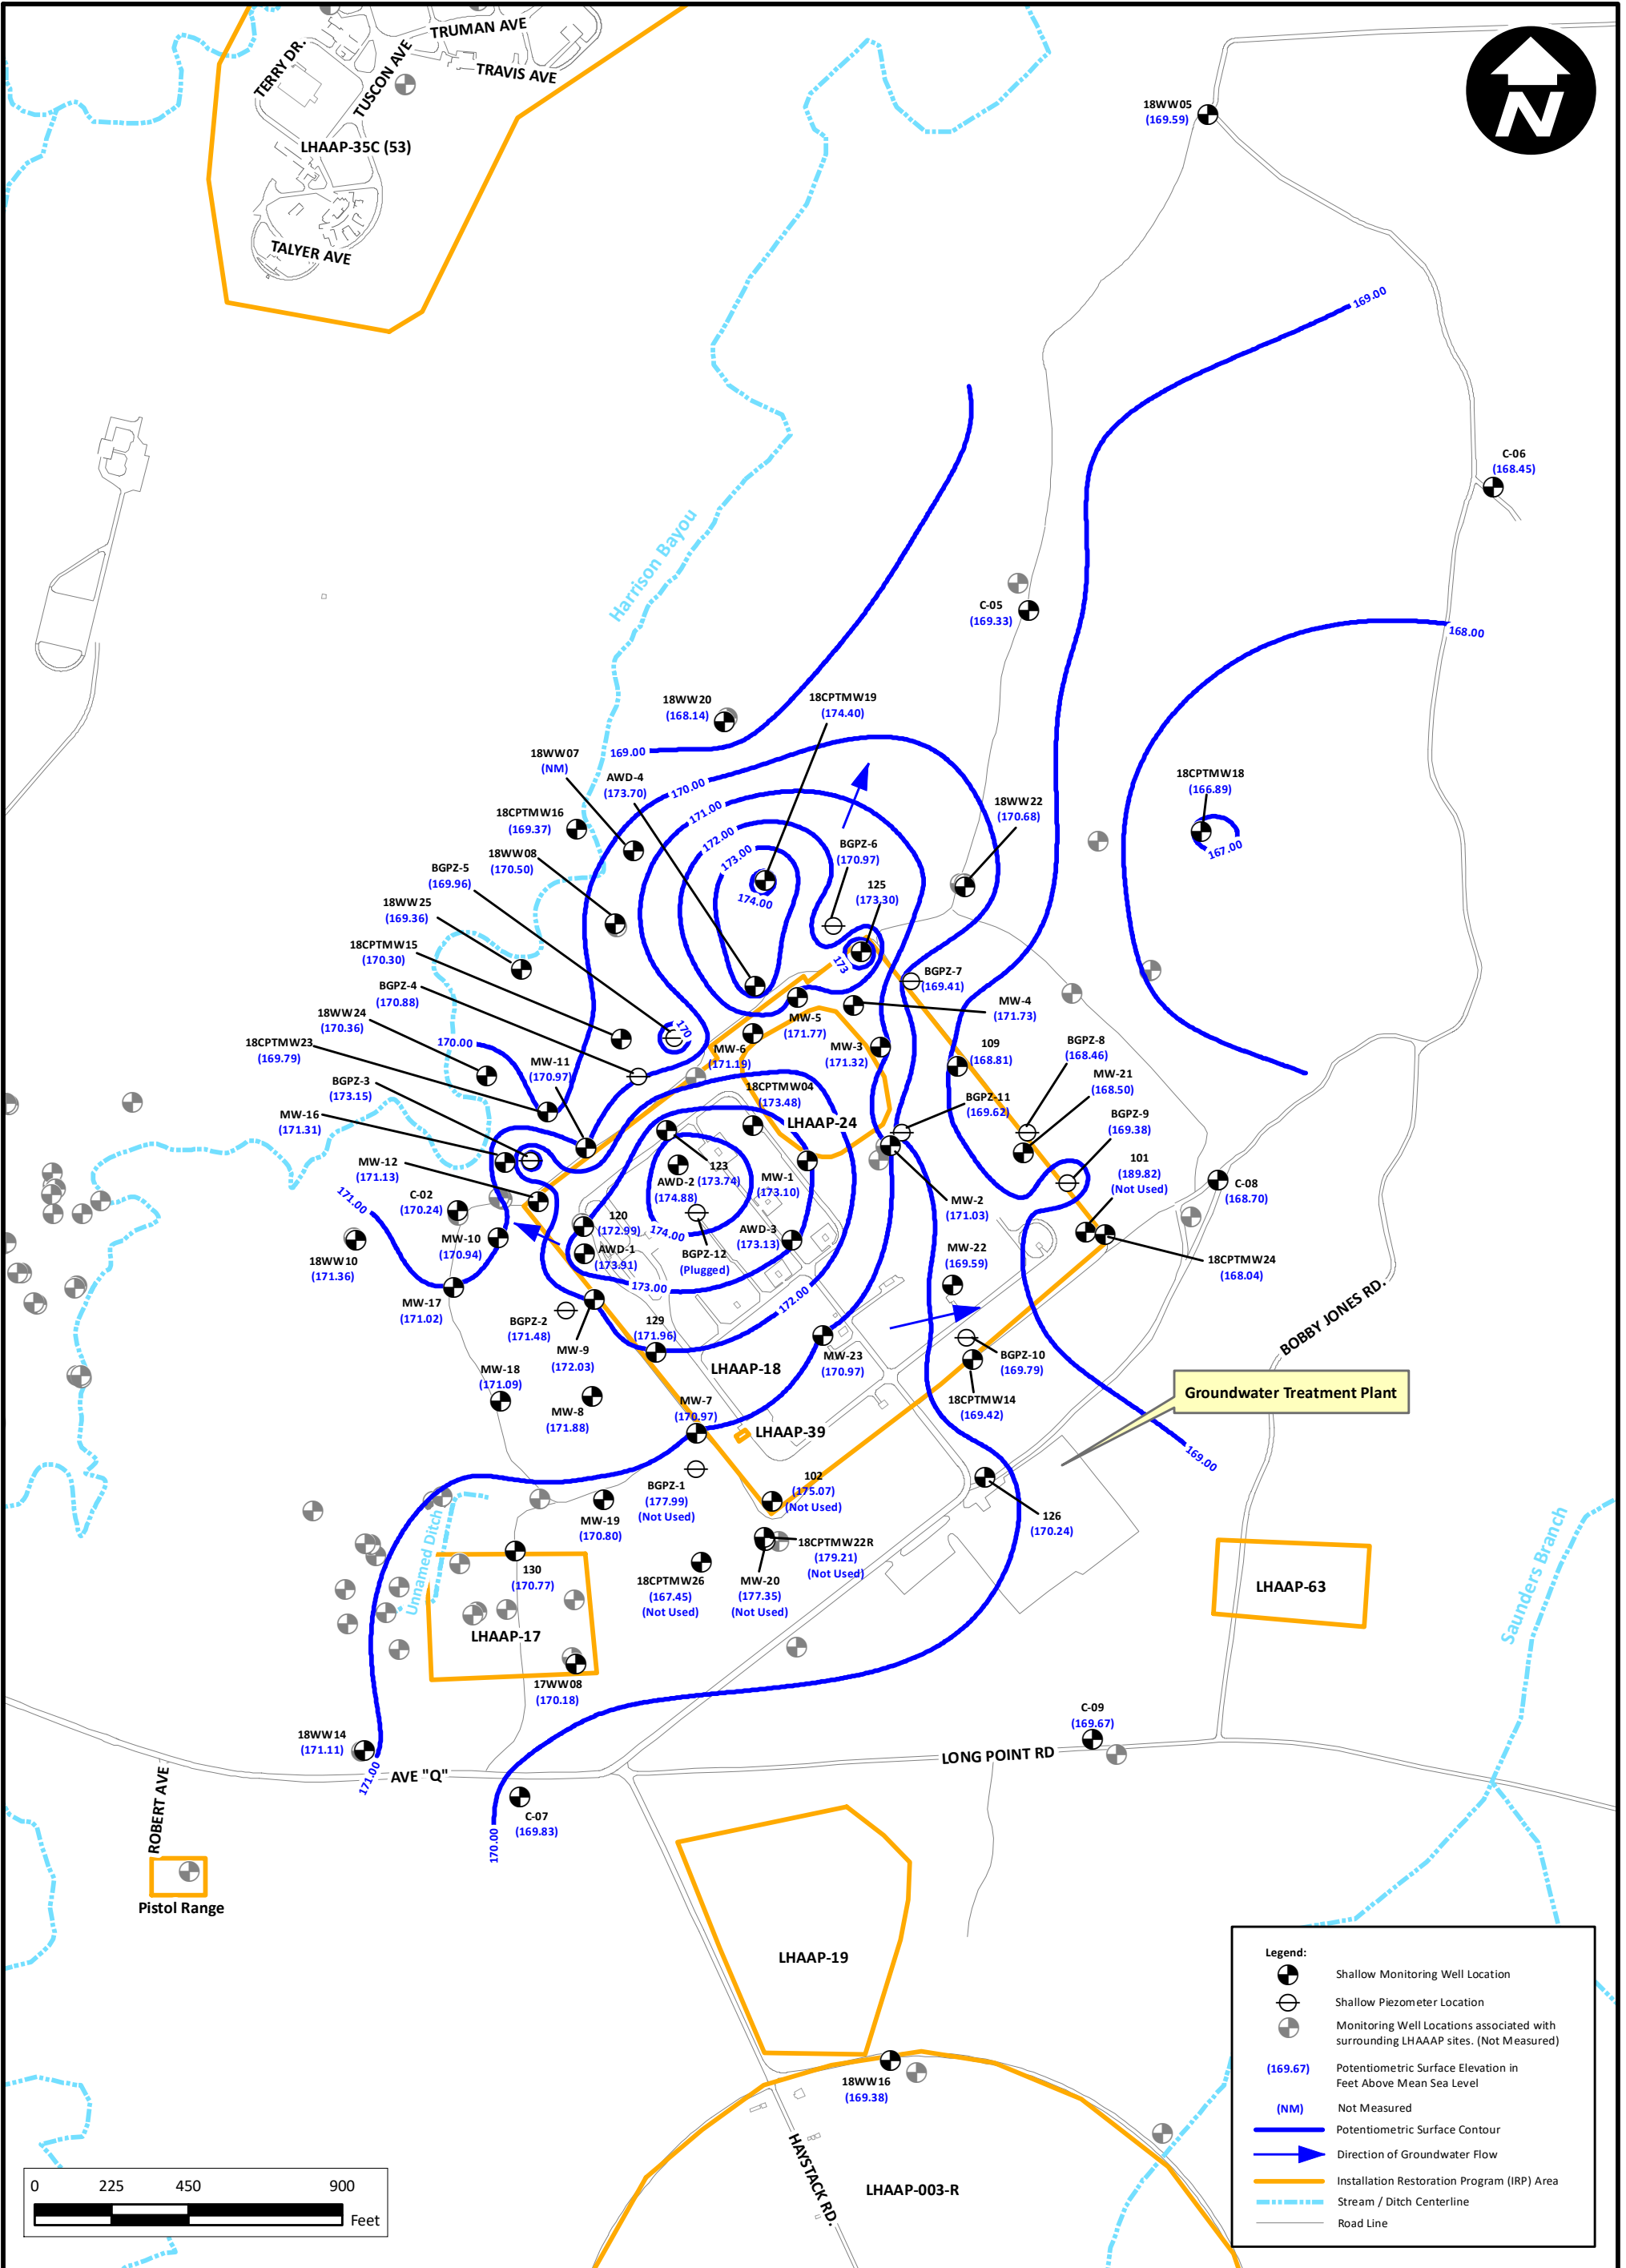 TRUMAN AVE
TERRY DR.
TUSCON AVE
TRAVIS AVE
LHAAP-35C (53)
TALYER AVE
N
18WW05
(169.59)
169.00
C-06
(168.45)
Harrison Bayou
C-05
(169.33)
168.00
18WW20
(168.14)
18CPTMW19
(174.40)
169.00
18WW07
(NM)
AWD-4
(173.70)
170.00
18CPTMW18
(166.89)
167.00
18CPTMW16
(169.37)
171.00
18WW22
(170.68)
172.00
18WW08
(170.50)
173.00
BGPZ-6
(170.97)
BGPZ-5
(169.96)
174.00
125
(173.30)
18WW25
(169.36)
18CPTMW15
(170.30)
173
BGPZ-7
(169.41)
BGPZ-4
(170.88)
MW-4
(171.73)
18WW24
(170.36)
170
MW-5
(171.77)
18CPTMW23
(169.79)
170.00
MW-6
(171.19)
MW-3
(171.32)
109
(168.81)
BGPZ-8
(168.46)
MW-11
(170.97)
BGPZ-3
(173.15)
18CPTMW04
(173.48)
MW-21
(168.50)
BGPZ-11
(169.62)
BGPZ-9
(169.38)
MW-16
(171.31)
LHAAP-24
101
(189.82)
(Not Used)
MW-12
(171.13)
123
(173.74)
AWD-2
(174.88)
MW-1
(173.10)
C-08
(168.70)
171.00
C-02
(170.24)
MW-2
(171.03)
120
(172.99)
174.00
AWD-3
(173.13)
MW-10
(170.94)
AWD-1
(173.91)
BGPZ-12
(Plugged)
MW-22
(169.59)
18CPTMW24
(168.04)
18WW10
(171.36)
173.00
172.00
MW-17
(171.02)
BGPZ-2
(171.48)
129
(171.96)
BOBBY JONES RD.
MW-9
(172.03)
MW-23
(170.97)
BGPZ-10
(169.79)
MW-18
(171.09)
LHAAP-18
Groundwater Treatment Plant
MW-8
(171.88)
MW-7
(170.97)
18CPTMW14
(169.42)
LHAAP-39
169.00
BGPZ-1
(177.99)
(Not Used)
102
(175.07)
(Not Used)
MW-19
(170.80)
126
(170.24)
Unnamed Ditch
18CPTMW22R
(179.21)
(Not Used)
130
(170.77)
18CPTMW26
(167.45)
(Not Used)
MW-20
(177.35)
(Not Used)
LHAAP-63
Saunders Branch
LHAAP-17
17WW08
(170.18)
C-09
(169.67)
18WW14
(171.11)
171.00
AVE "Q"
LONG POINT RD
ROBERT AVE
C-07
(169.83)
170.00
Pistol Range
LHAAP-19
18WW16
(169.38)
HAYSTACK RD.
LHAAP-003-R
0 225 450 900
Feet
Legend:
Shallow Monitoring Well Location
Shallow Piezometer Location
Monitoring Well Locations associated with
surrounding LHAAAP sites. (Not Measured)
(169.67) Potentiometric Surface Elevation in
Feet Above Mean Sea Level
(NM) Not Measured
Potentiometric Surface Contour
Direction of Groundwater Flow
Installation Restoration Program (IRP) Area
Stream / Ditch Centerline
Road Line